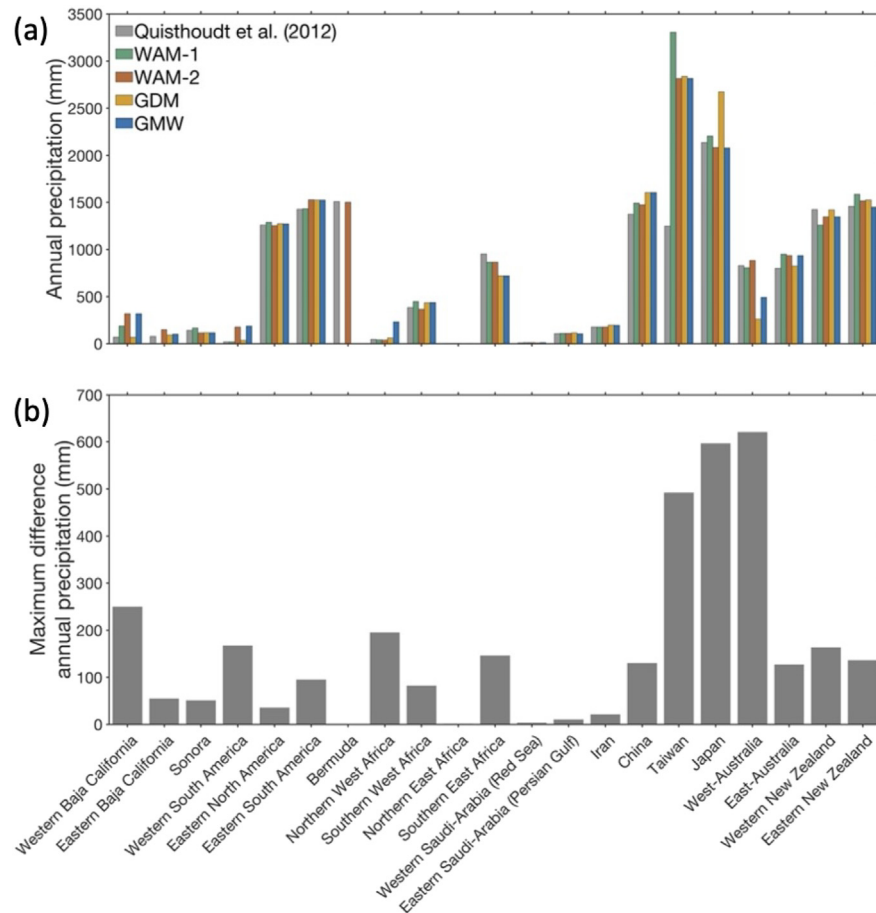 (a)
3500
3000
2500
2000
1500
1000
500
0
Annual precipitation (mm)
Quisthoudt et al. (2012)
WAM-1
WAM-2
GDM
GMW
(b)
700
600
500
400
300
200
100
0
Maximum difference
annual precipitation (mm)
Western Baja California
Eastern Baja California
Sonora
Western South America
Eastern North America
Eastern South America
Bermuda
Northern West Africa
Southern West Africa
Northern East Africa
Southern East Africa
Western Saudi-Arabia (Red Sea)
Eastern Saudi-Arabia (Persian Gulf)
Iran
China
Taiwan
Japan
West-Australia
East-Australia
Western New Zealand
Eastern New Zealand